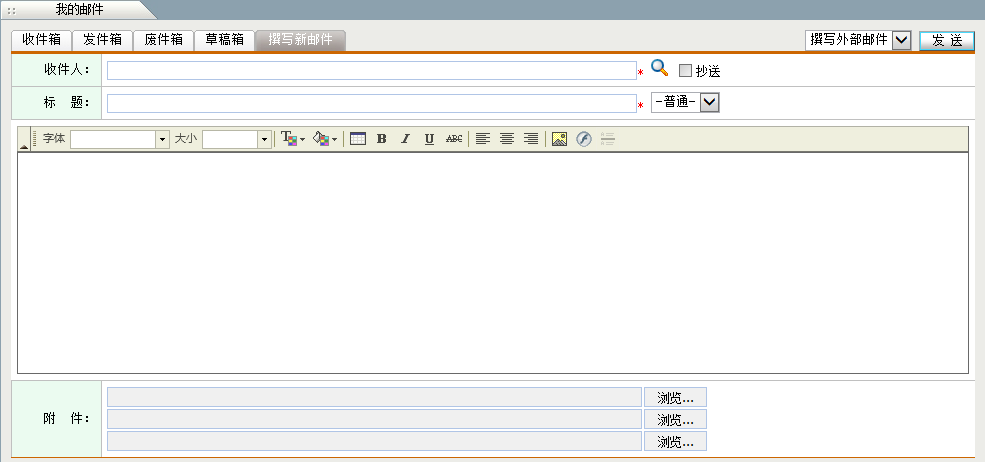 我的邮件
收件箱 发件箱 废件箱 草稿箱 撰写新邮件 撰写外部邮件 发 送
收件人： * 抄送
标 题： * -普通-
字体 大小 T B I U ABC
附 件： 浏览...
浏览...
浏览...